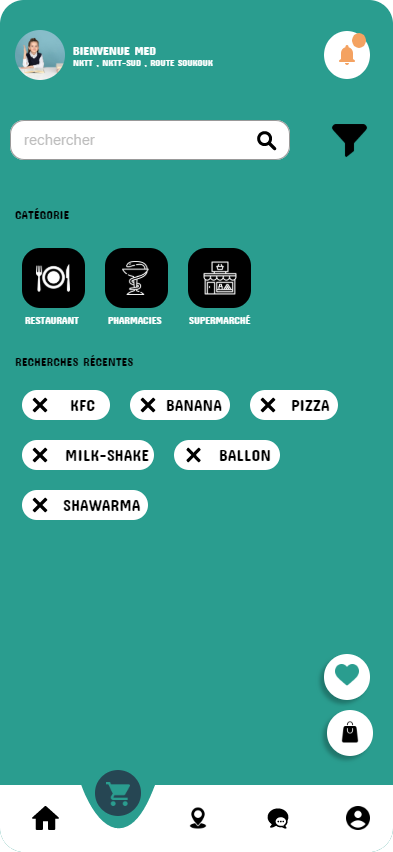 BIENVENUE MED
NKTT , NKTT-SUD , ROUTE SOUKOUK
rechercher
CATÉGORIE
RESTAURANT PHARMACIES SUPERMARCHÉ
RECHERCHES RÉCENTES
KFC BANANA PIZZA
MILK-SHAKE BALLON
SHAWARMA